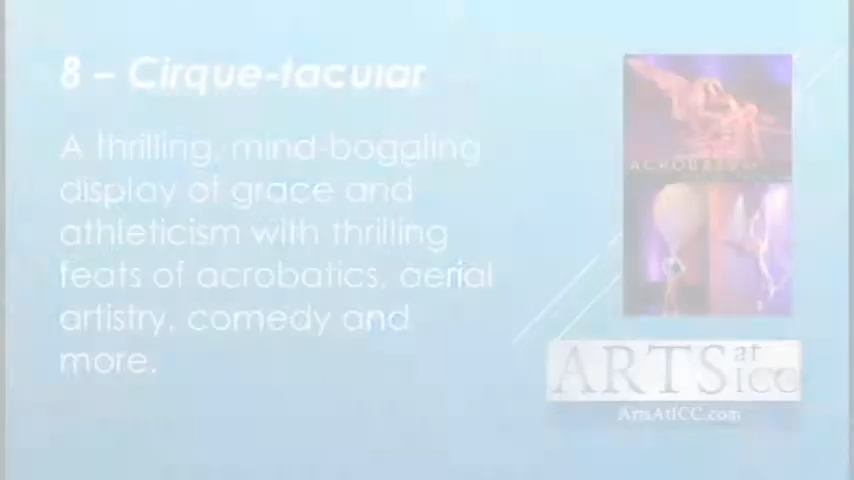 8 – Cirque-tacular
A thrilling, mind-boggling
display of grace and
athleticism with thrilling
feats of acrobatics, aerial
artistry, comedy and
more.
ARTS at ICC
ArtsAtICC.com